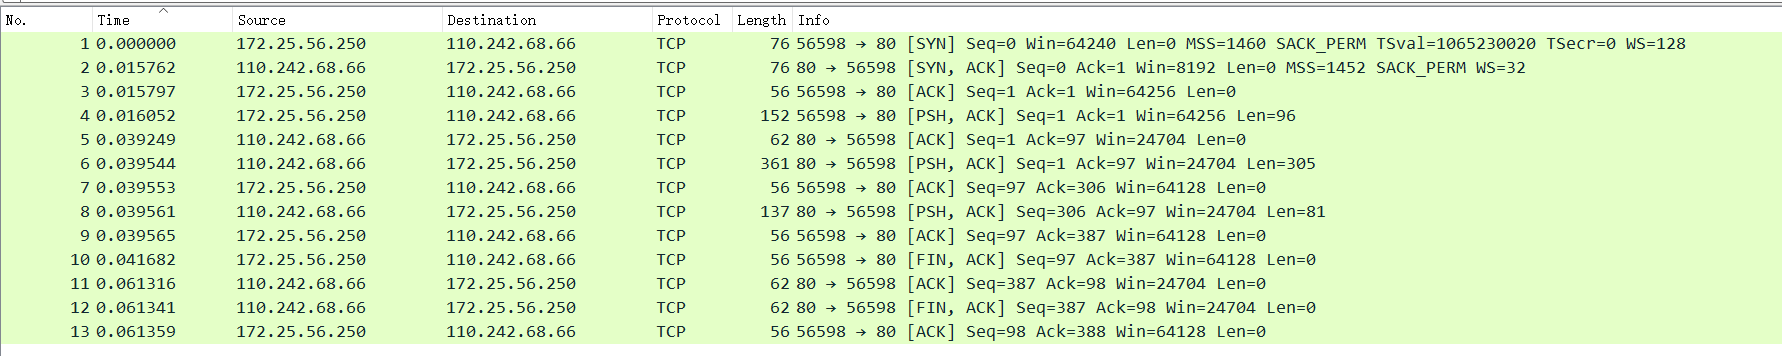 No. Time Source Destination Protocol Length Info
1 0.000000 172.25.56.250 110.242.68.66 TCP 76 56598 → 80 [SYN] Seq=0 Win=64240 Len=0 MSS=1460 SACK_PERM TSval=1065230020 TSecr=0 WS=128
2 0.015762 110.242.68.66 172.25.56.250 TCP 76 80 → 56598 [SYN, ACK] Seq=0 Ack=1 Win=8192 Len=0 MSS=1452 SACK_PERM WS=32
3 0.015797 172.25.56.250 110.242.68.66 TCP 56 56598 → 80 [ACK] Seq=1 Ack=1 Win=64256 Len=0
4 0.016052 172.25.56.250 110.242.68.66 TCP 152 56598 → 80 [PSH, ACK] Seq=1 Ack=1 Win=64256 Len=96
5 0.039249 110.242.68.66 172.25.56.250 TCP 62 80 → 56598 [ACK] Seq=1 Ack=97 Win=24704 Len=0
6 0.039544 110.242.68.66 172.25.56.250 TCP 361 80 → 56598 [PSH, ACK] Seq=1 Ack=97 Win=24704 Len=305
7 0.039553 172.25.56.250 110.242.68.66 TCP 56 56598 → 80 [ACK] Seq=97 Ack=306 Win=64128 Len=0
8 0.039561 110.242.68.66 172.25.56.250 TCP 137 80 → 56598 [PSH, ACK] Seq=306 Ack=97 Win=24704 Len=81
9 0.039565 172.25.56.250 110.242.68.66 TCP 56 56598 → 80 [ACK] Seq=97 Ack=387 Win=64128 Len=0
10 0.041682 172.25.56.250 110.242.68.66 TCP 56 56598 → 80 [FIN, ACK] Seq=97 Ack=387 Win=64128 Len=0
11 0.061316 110.242.68.66 172.25.56.250 TCP 62 80 → 56598 [ACK] Seq=387 Ack=98 Win=24704 Len=0
12 0.061341 110.242.68.66 172.25.56.250 TCP 62 80 → 56598 [FIN, ACK] Seq=387 Ack=98 Win=24704 Len=0
13 0.061359 172.25.56.250 110.242.68.66 TCP 56 56598 → 80 [ACK] Seq=98 Ack=388 Win=64128 Len=0